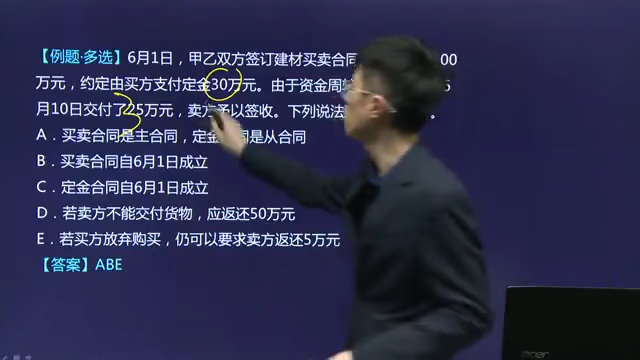 【例题·多选】6月1日，甲乙双方签订建材买卖合同 00
万元，约定由买方支付定金30万元。由于资金周
月10日交付了25万元，卖方予以签收。下列说法 。
A．买卖合同是主合同，定金 同是从合同
B．买卖合同自6月1日成立
C．定金合同自6月1日成立
D．若卖方不能交付货物，应返还50万元
E．若买方放弃购买，仍可以要求卖方返还5万元
【答案】ABE
acer